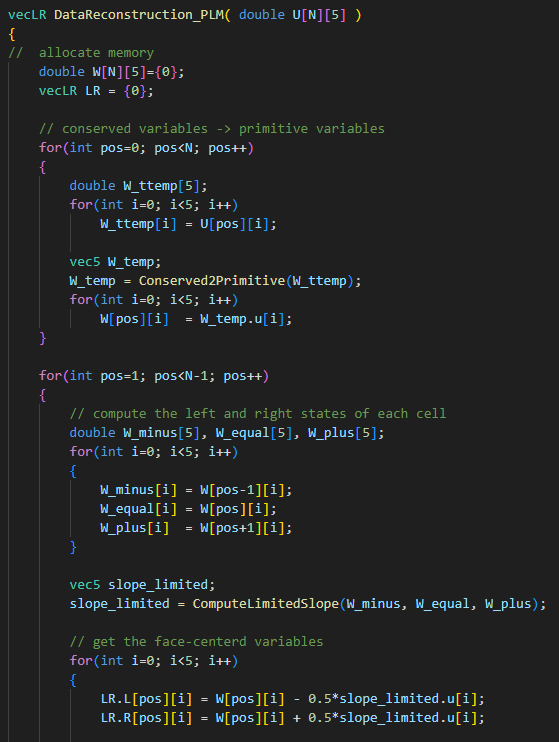 vecLR DataReconstruction_PLM( double U[N][5] )
{
//  allocate memory
    double W[N][5]={0};
    vecLR LR = {0};

    // conserved variables -> primitive variables
    for(int pos=0; pos<N; pos++)
    {
        double W_ttemp[5];
        for(int i=0; i<5; i++)
            W_ttemp[i] = U[pos][i];

        vec5 W_temp;
        W_temp = Conserved2Primitive(W_ttemp);
        for(int i=0; i<5; i++)
            W[pos][i]  = W_temp.u[i];
    }

    for(int pos=1; pos<N-1; pos++)
    {
        // compute the left and right states of each cell
        double W_minus[5], W_equal[5], W_plus[5];
        for(int i=0; i<5; i++)
        {
            W_minus[i] = W[pos-1][i];
            W_equal[i] = W[pos][i];
            W_plus[i]  = W[pos+1][i];
        }

        vec5 slope_limited;
        slope_limited = ComputeLimitedSlope(W_minus, W_equal, W_plus);

        // get the face-centerd variables
        for(int i=0; i<5; i++)
        {
            LR.L[pos][i] = W[pos][i] - 0.5*slope_limited.u[i];
            LR.R[pos][i] = W[pos][i] + 0.5*slope_limited.u[i];